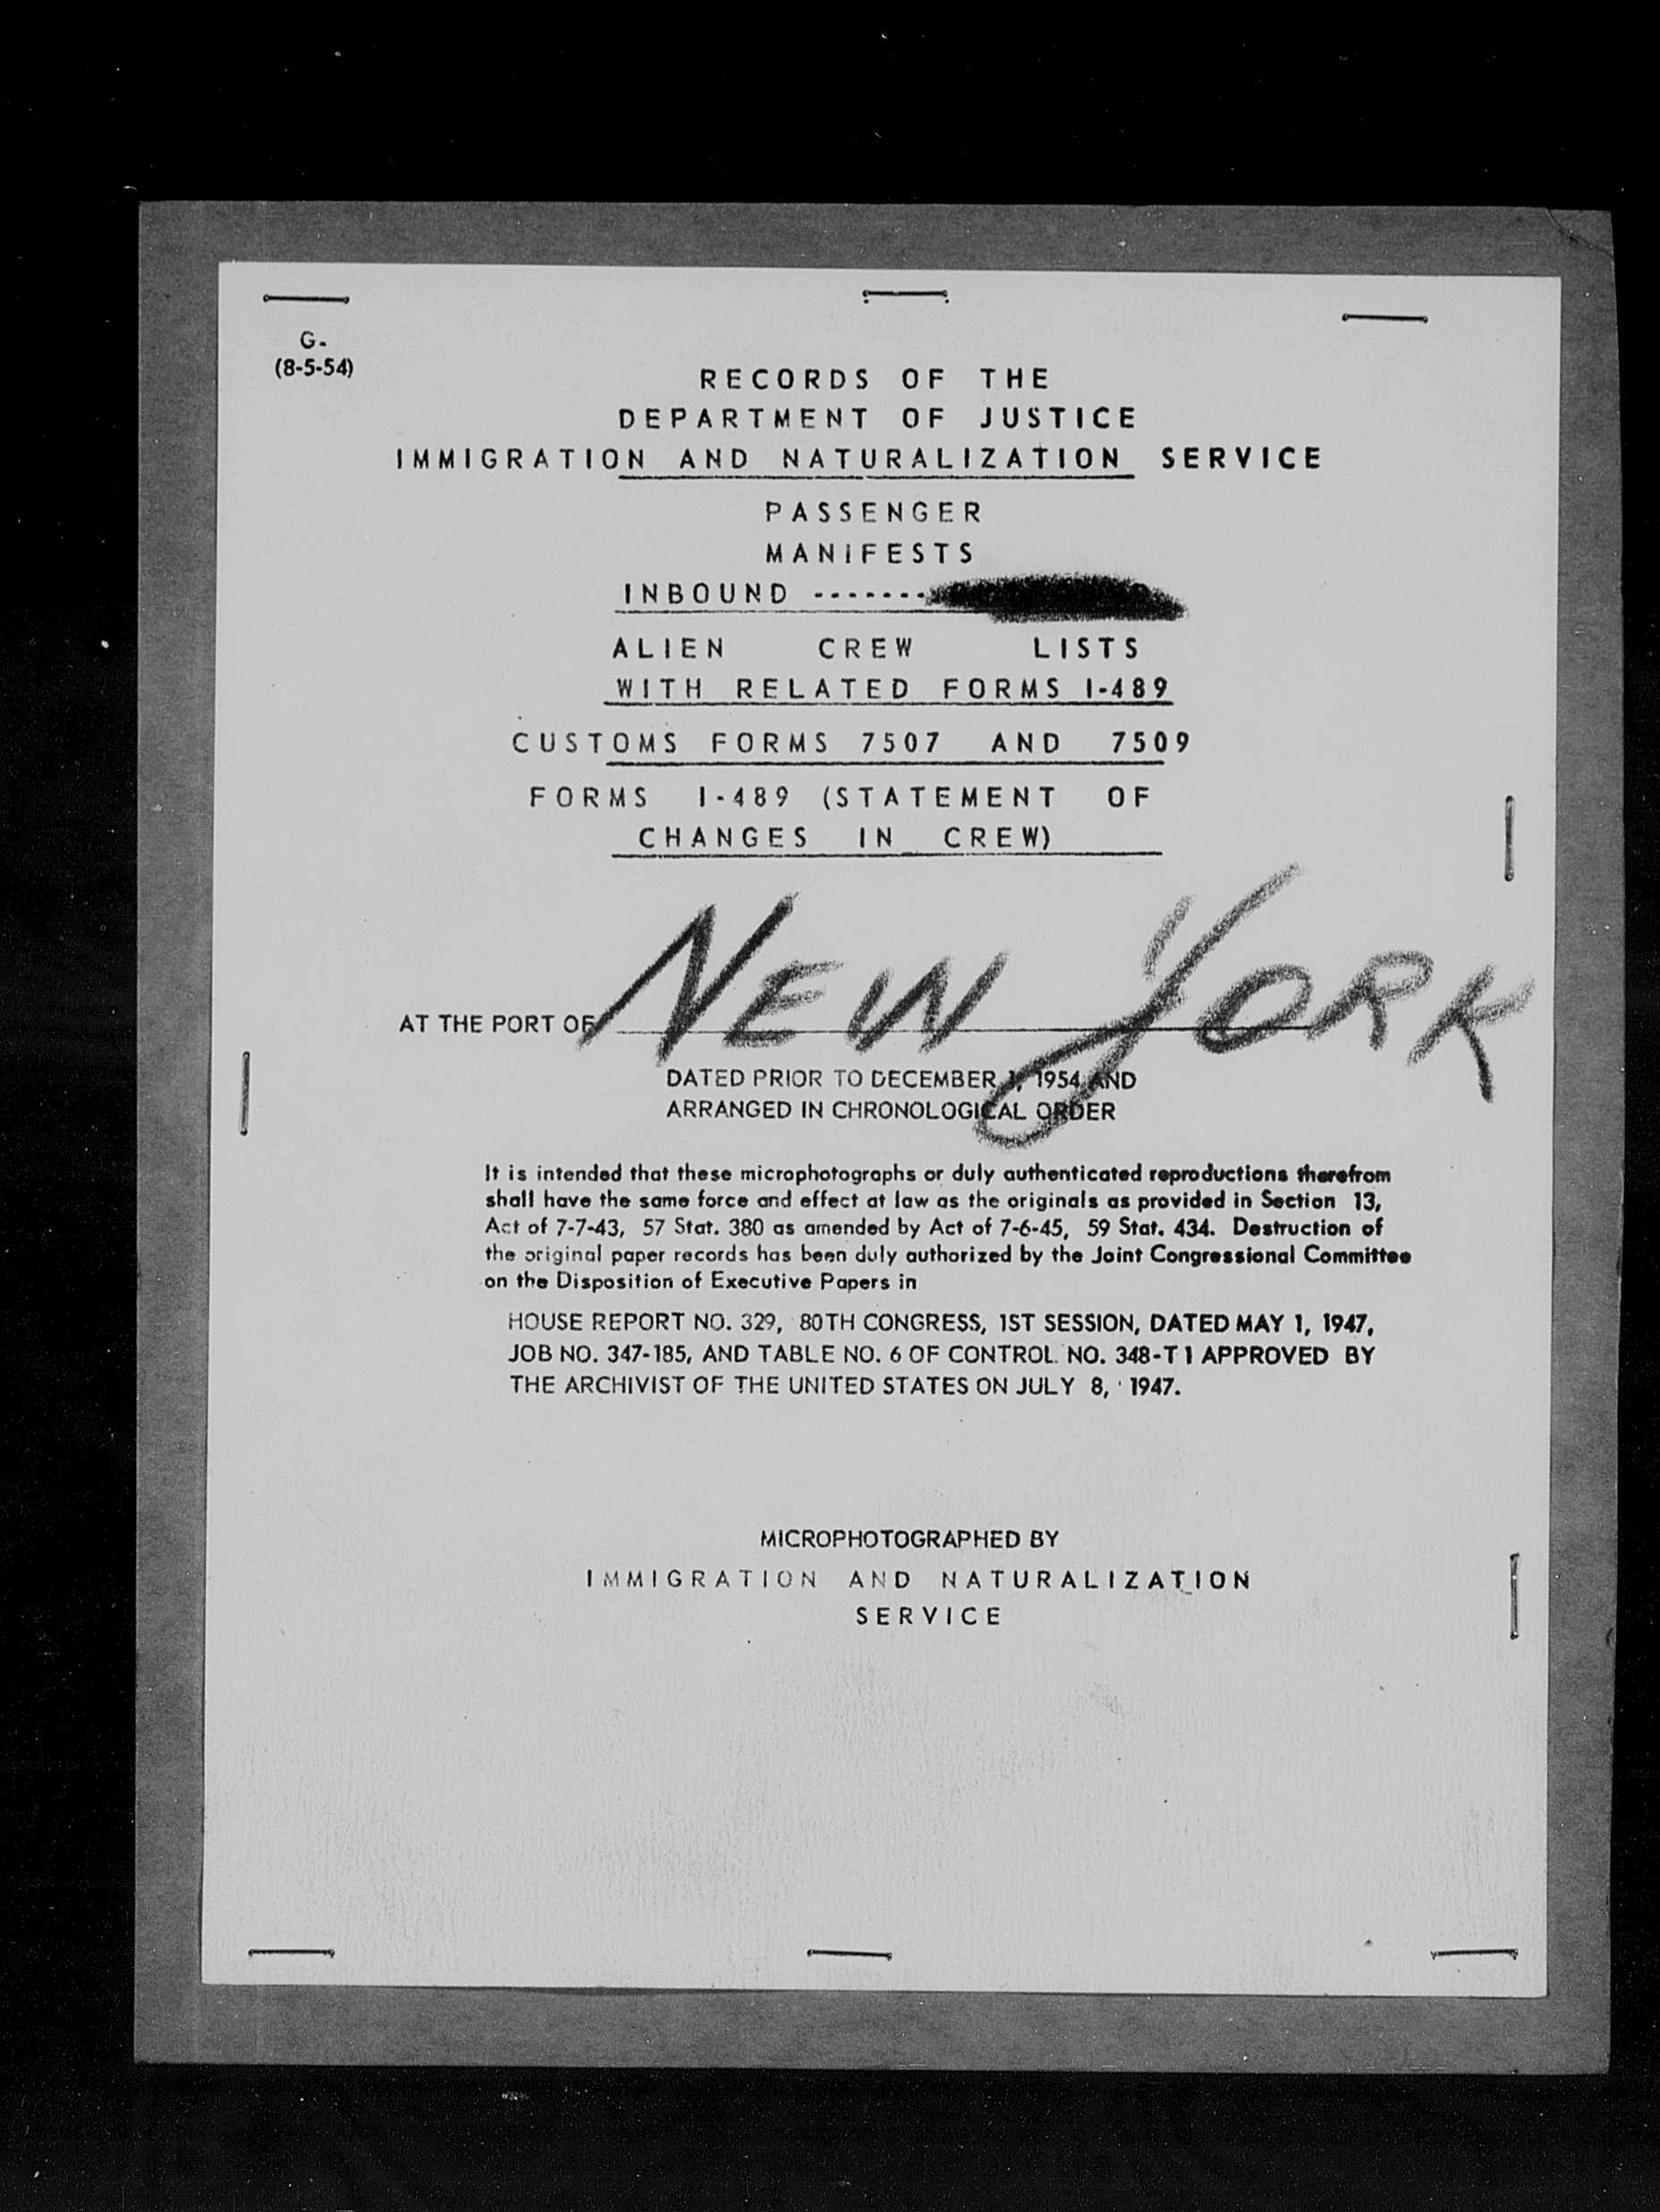 G-
(8-5-54)
RECORDS OF THE
DEPARTMENT OF JUSTICE
IMMIGRATION AND NATURALIZATION SERVICE
PASSENGER
MANIFESTS
INBOUND -------
ALIEN CREW LISTS
WITH RELATED FORMS I-489
CUSTOMS FORMS 7507 AND 7509
FORMS I-489 (STATEMENT OF
CHANGES IN CREW)
AT THE PORT OF NEW YORK
DATED PRIOR TO DECEMBER 1, 1954 AND
ARRANGED IN CHRONOLOGICAL ORDER
It is intended that these microphotographs or duly authenticated reproductions therefrom
shall have the same force and effect at law as the originals as provided in Section 13,
Act of 7-7-43, 57 Stat. 380 as amended by Act of 7-6-45, 59 Stat. 434. Destruction of
the original paper records has been duly authorized by the Joint Congressional Committee
on the Disposition of Executive Papers in
HOUSE REPORT NO. 329, 80TH CONGRESS, 1ST SESSION, DATED MAY 1, 1947,
JOB NO. 347-185, AND TABLE NO. 6 OF CONTROL NO. 348-T1 APPROVED BY
THE ARCHIVIST OF THE UNITED STATES ON JULY 8, 1947.
MICROPHOTOGRAPHED BY
IMMIGRATION AND NATURALIZATION
SERVICE